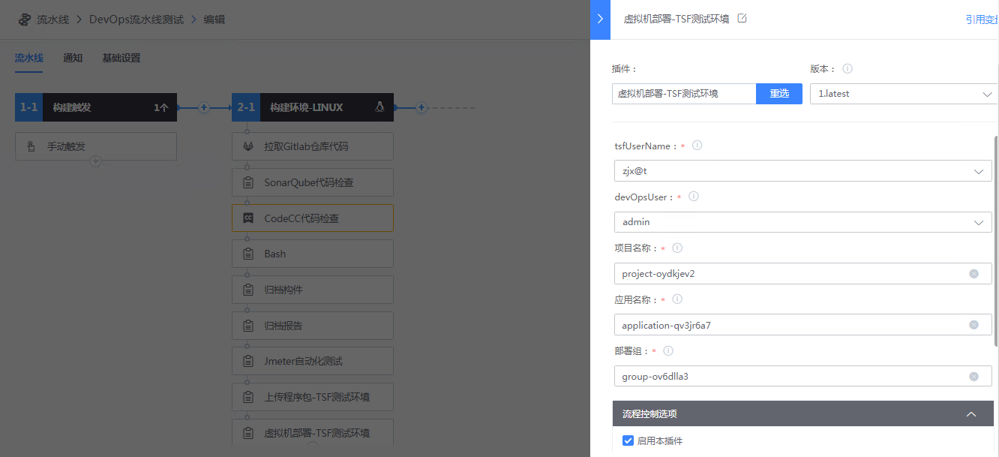 流水线 > DevOps流水线测试 > 编辑
流水线 通知 基础设置
1-1 构建触发 1个
手动触发
2-1 构建环境-LINUX
拉取Gitlab仓库代码
SonarQube代码检查
CodeCC代码检查
Bash
归档构件
归档报告
Jmeter自动化测试
上传程序包-TSF测试环境
虚拟机部署-TSF测试环境
虚拟机部署-TSF测试环境
引用变量
插件：
版本：
虚拟机部署-TSF测试环境 重选
1.latest
tsfUserName： *
zjx@t
devOpsUser： *
admin
项目名称： *
project-oydkjev2
应用名称： *
application-qv3jr6a7
部署组： *
group-ov6dlla3
流程控制选项
启用本插件